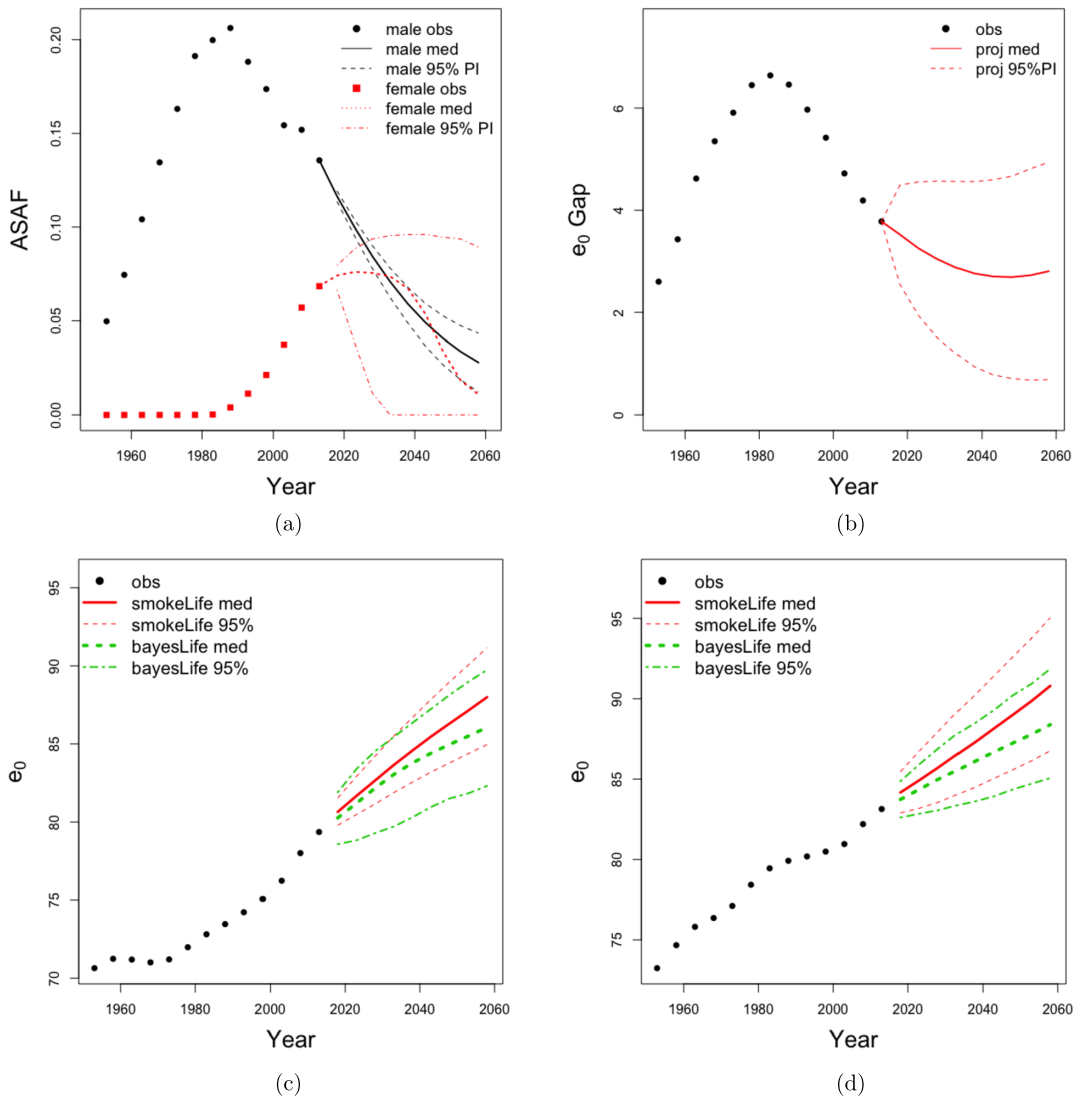 male obs
male med
male 95% PI
female obs
female med
female 95% PI
ASAF
0.20
0.15
0.10
0.05
0.00
1960 1980 2000 2020 2040 2060
Year
(a)
obs
proj med
proj 95%PI
e0 Gap
6
4
2
0
1960 1980 2000 2020 2040 2060
Year
(b)
obs
smokeLife med
smokeLife 95%
bayesLife med
bayesLife 95%
e0
95
90
85
80
75
70
1960 1980 2000 2020 2040 2060
Year
(c)
obs
smokeLife med
smokeLife 95%
bayesLife med
bayesLife 95%
e0
95
90
85
80
75
1960 1980 2000 2020 2040 2060
Year
(d)